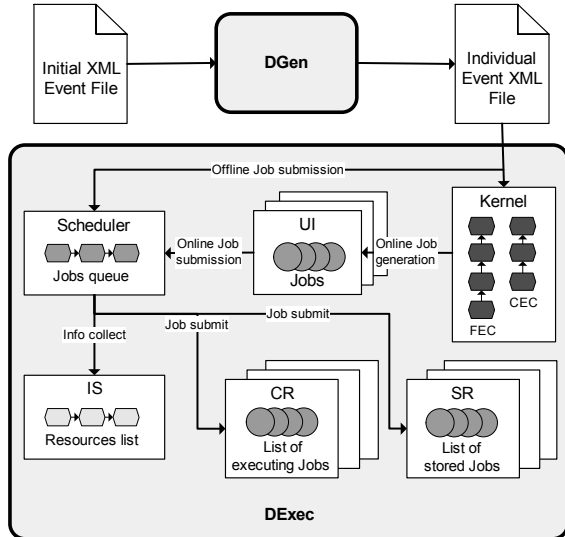 Initial XML
Event File
DGen
Individual
Event XML
File
Offline Job submission
Scheduler
Jobs queue
Online Job
submission
UI
Jobs
Online Job
generation
Kernel
FEC
CEC
Info collect
Job submit
Job submit
IS
Resources list
CR
List of
executing Jobs
SR
List of
stored Jobs
DExec